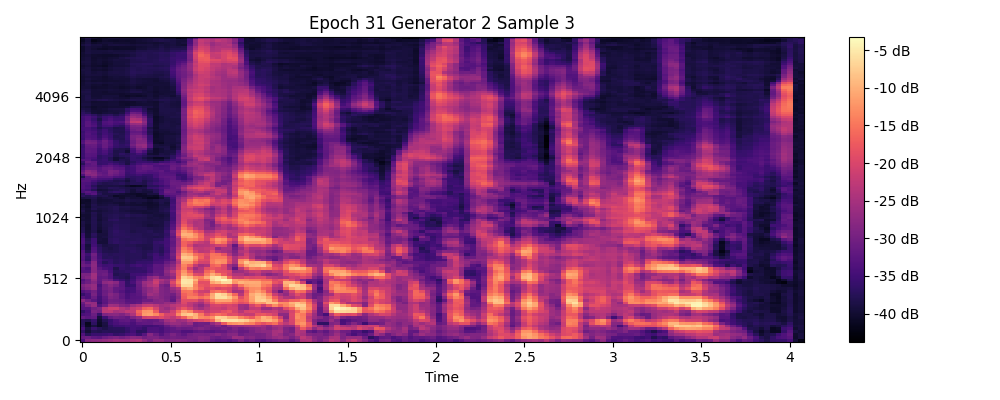 Epoch 31 Generator 2 Sample 3
Hz
4096
2048
1024
512
0
0 0.5 1 1.5 2 2.5 3 3.5 4
Time
-5 dB
-10 dB
-15 dB
-20 dB
-25 dB
-30 dB
-35 dB
-40 dB